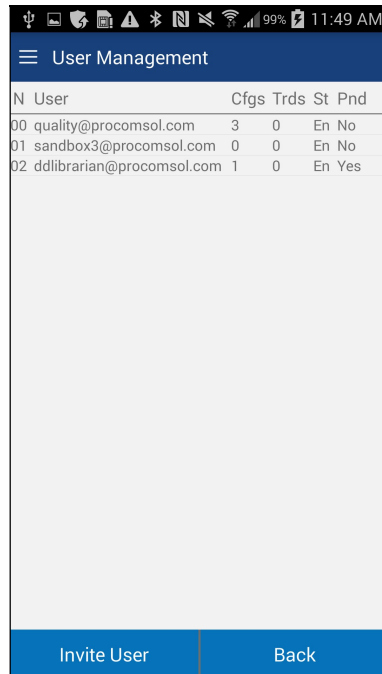 99% 11:49 AM
User Management
N User Cfgs Trds St Pnd
00 quality@procomsol.com 3 0 En No
01 sandbox3@procomsol.com 0 0 En No
02 ddlibrarian@procomsol.com 1 0 En Yes
Invite User Back